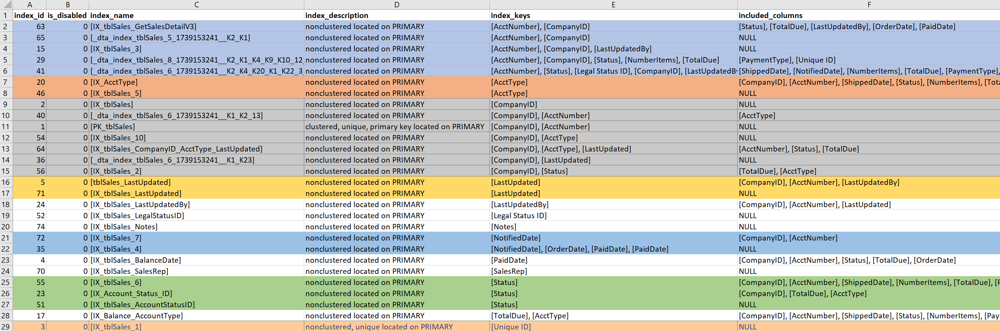 A B C D E F
1 index_id is_disabled index_name index_description index_keys included_columns
2 63 0 [IX_tblSales_GetSalesDetailV3] nonclustered located on PRIMARY [AcctNumber], [CompanyID] [Status], [TotalDue], [LastUpdatedBy], [OrderDate], [PaidDate]
3 65 0 [_dta_index_tblSales_5_1739153241__K2_K1] nonclustered located on PRIMARY [AcctNumber], [CompanyID] NULL
4 15 0 [IX_tblSales_3] nonclustered located on PRIMARY [AcctNumber], [CompanyID], [LastUpdatedBy] NULL
5 29 0 [_dta_index_tblSales_8_1739153241__K2_K1_K4_K9_K10_12_ nonclustered located on PRIMARY [AcctNumber], [CompanyID], [Status], [NumberItems], [TotalDue] [PaymentType], [Unique ID]
6 41 0 [_dta_index_tblSales_6_1739153241__K2_K4_K20_K1_K22_3_ nonclustered located on PRIMARY [AcctNumber], [Status], [Legal Status ID], [CompanyID], [LastUpdatedBy [ShippedDate], [NotifiedDate], [NumberItems], [TotalDue], [PaymentType],
7 20 0 [IX_AcctType] nonclustered located on PRIMARY [AcctType] [CompanyID], [AcctNumber], [ShippedDate], [Status], [NumberItems], [Tota
8 46 0 [IX_tblSales_5] nonclustered located on PRIMARY [AcctType] NULL
9 2 0 [IX_tblSales] nonclustered located on PRIMARY [CompanyID] NULL
10 40 0 [_dta_index_tblSales_6_1739153241__K1_K2_13] nonclustered located on PRIMARY [CompanyID], [AcctNumber] [AcctType]
11 1 0 [PK_tblSales] clustered, unique, primary key located on PRIMARY [CompanyID], [AcctNumber] NULL
12 54 0 [IX_tblSales_10] nonclustered located on PRIMARY [CompanyID], [AcctType] NULL
13 64 0 [IX_tblSales_CompanyID_AcctType_LastUpdated] nonclustered located on PRIMARY [CompanyID], [AcctType], [LastUpdated] [AcctNumber], [Status], [TotalDue]
14 36 0 [_dta_index_tblSales_6_1739153241__K1_K23] nonclustered located on PRIMARY [CompanyID], [LastUpdated] NULL
15 56 0 [IX_tblSales_2] nonclustered located on PRIMARY [CompanyID], [Status] [TotalDue], [AcctType]
16 5 0 [tblSales_LastUpdated] nonclustered located on PRIMARY [LastUpdated] [CompanyID], [AcctNumber], [LastUpdatedBy]
17 71 0 [IX_tblSales_LastUpdated] nonclustered located on PRIMARY [LastUpdated] NULL
18 24 0 [IX_tblSales_LastUpdatedBy] nonclustered located on PRIMARY [LastUpdatedBy] [CompanyID], [AcctNumber], [LastUpdated]
19 52 0 [IX_tblSales_LegalStatusID] nonclustered located on PRIMARY [Legal Status ID] NULL
20 74 0 [IX_tblSales_Notes] nonclustered located on PRIMARY [Notes] NULL
21 72 0 [IX_tblSales_7] nonclustered located on PRIMARY [NotifiedDate] [CompanyID], [AcctNumber]
22 35 0 [IX_tblSales_4] nonclustered located on PRIMARY [NotifiedDate], [OrderDate], [PaidDate], [PaidDate] NULL
23 4 0 [IX_tblSales_BalanceDate] nonclustered located on PRIMARY [PaidDate] [CompanyID], [AcctNumber], [Status], [TotalDue], [OrderDate]
24 70 0 [IX_tblSales_SalesRep] nonclustered located on PRIMARY [SalesRep] NULL
25 55 0 [IX_tblSales_6] nonclustered located on PRIMARY [Status] [CompanyID], [AcctNumber], [ShippedDate], [NumberItems], [TotalDue], [P
26 23 0 [IX_Account_Status_ID] nonclustered located on PRIMARY [Status] [CompanyID], [TotalDue], [AcctType]
27 51 0 [IX_tblSales_AccountStatusID] nonclustered located on PRIMARY [Status] NULL
28 17 0 [IX_Balance_AccountType] nonclustered located on PRIMARY [TotalDue], [AcctType] [CompanyID], [AcctNumber], [ShippedDate], [Status], [NumberItems], [Pay
29 3 0 [IX_tblSales_1] nonclustered, unique located on PRIMARY [Unique ID] NULL